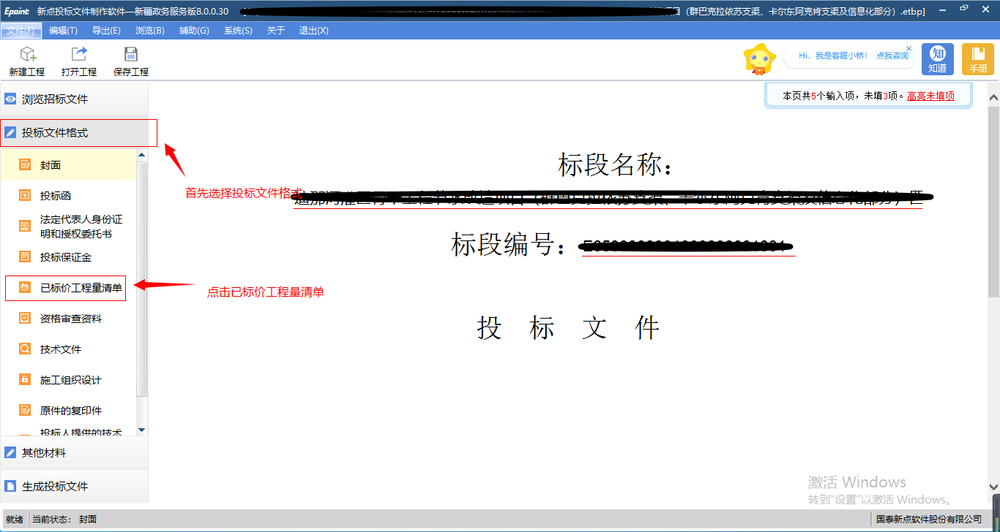 Epoint 新点投标文件制作软件—新疆政务服务版8.0.0.30
(群巴克拉依苏支渠、卡尔东阿克肯支渠及信息化部分) .etbp]
文件(F) 编辑(T) 导出(E) 浏览(B) 辅助(G) 系统(S) 关于 退出(X)
新建工程 打开工程 保存工程
Hi，我是客服小桥！ 点我咨询
知
知道
手册
浏览招标文件
本页共5个输入项，未填3项。高亮未填项
投标文件格式
封面
标段名称：
首先选择投标文件格式
投标函
法定代表人身份证
明和授权委托书
标段编号：
投标保证金
已标价工程量清单
点击已标价工程量清单
资格审查资料
投 标 文 件
技术文件
施工组织设计
原件的复印件
投标人提供的技术
其他材料
生成投标文件
激活 Windows
转到"设置"以激活 Windows。
就绪 当前状态： 封面
国泰新点软件股份有限公司